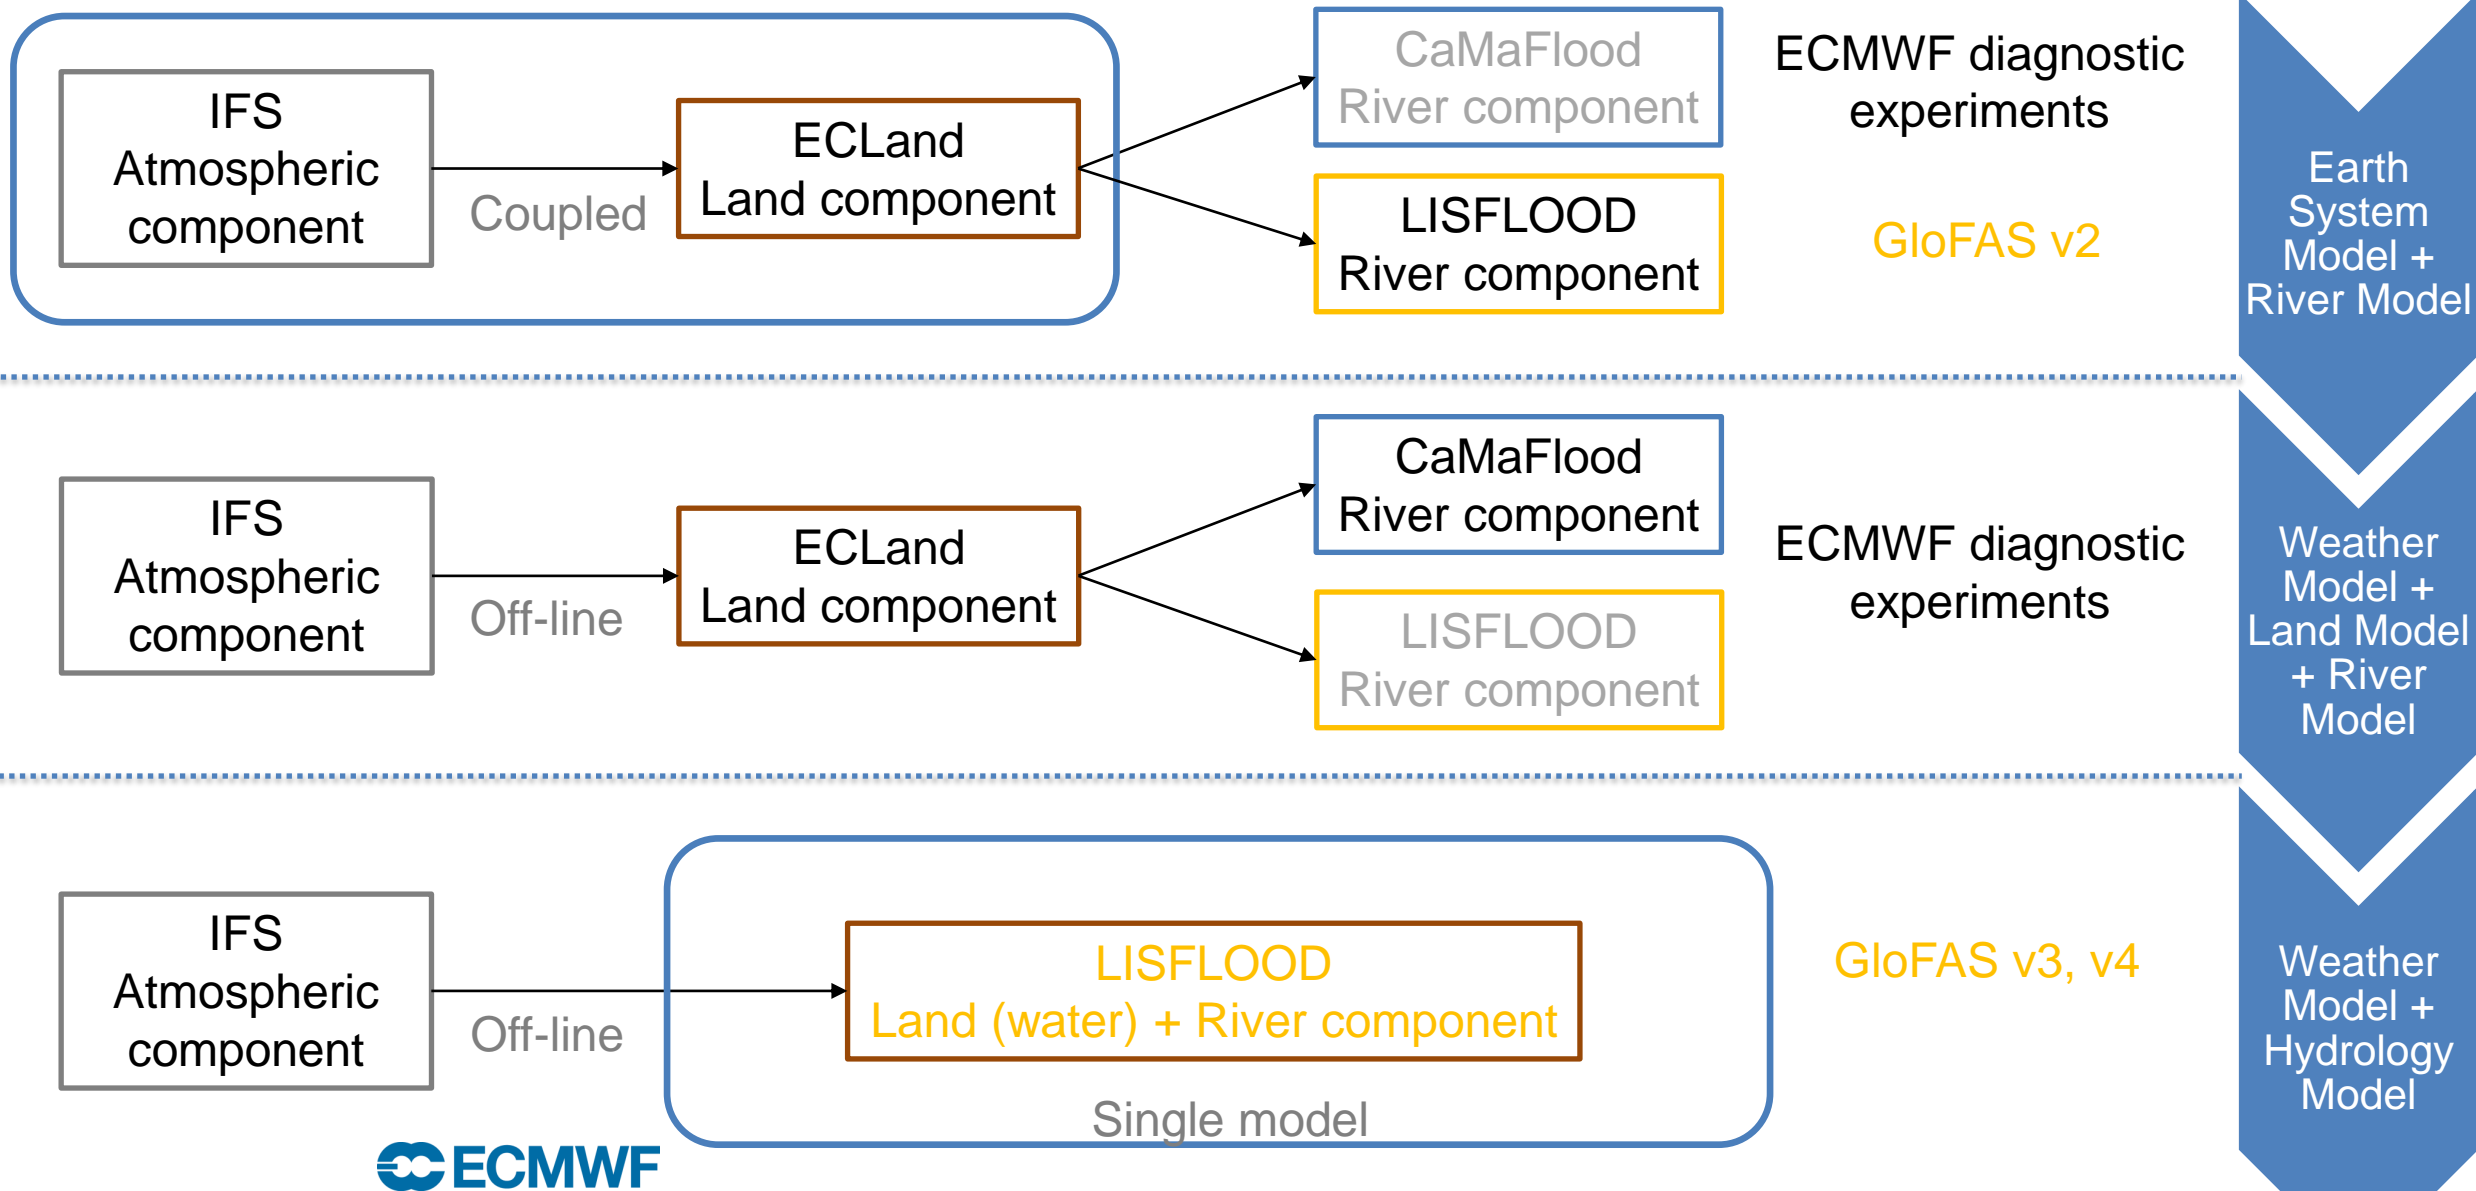 IFS
Atmospheric
component
Coupled
ECLand
Land component
CaMaFlood
River component
LISFLOOD
River component
ECMWF diagnostic
experiments
GloFAS v2
Earth
System
Model +
River Model
IFS
Atmospheric
component
Off-line
ECLand
Land component
CaMaFlood
River component
LISFLOOD
River component
ECMWF diagnostic
experiments
Weather
Model +
Land Model
+ River
Model
IFS
Atmospheric
component
Off-line
LISFLOOD
Land (water) + River component
Single model
GloFAS v3, v4
Weather
Model +
Hydrology
Model
ECMWF